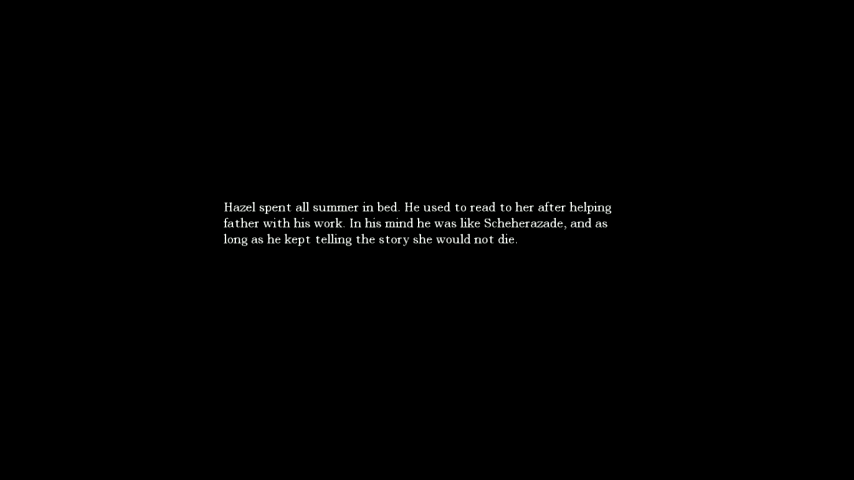 Hazel spent all summer in bed. He used to read to her after helping
father with his work. In his mind he was like Scheherazade, and as
long as he kept telling the story she would not die.